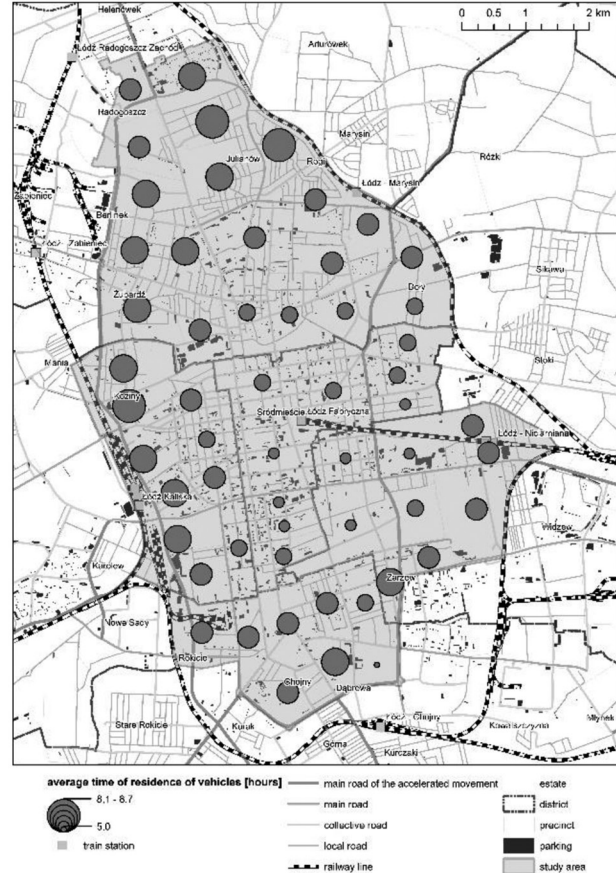 Helenówek
0 0.5 1 2 km
Łódź Radogoszcz Zachód
Arturówek
Radogoszcz
Marysin
Julianów
Rogi
Różki
Łódź - Marysin
Żabieniec
Berlinek
Łódź - Żabieniec
Sikawa
Doły
Żubardź
Stoki
Mania
Koziny
Śródmieście
Łódź Fabryczna
Łódź - Niciarniana
Łódź Kaliska
Widzew
Karolew
Zarzew
Nowe Sady
Rokicie
Chojny
Dąbrowa
Stare Rokicie
Kurak
Łódź - Chojny
Młynek
Górna
Kurczaki
average time of residence of vehicles [hours]
8.1 - 8.7
5.0
train station
main road of the accelerated movement
main road
collective road
local road
railway line
estate
district
precinct
parking
study area